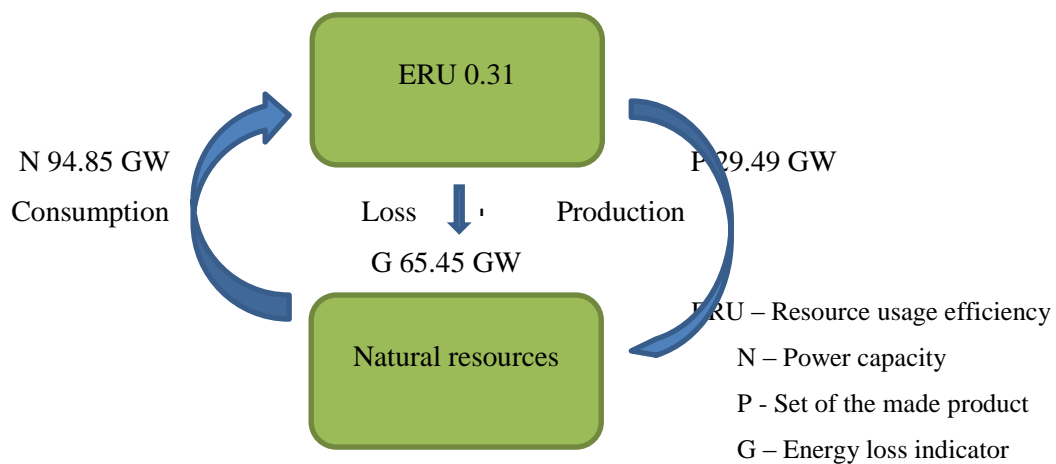 ERU 0.31
N 94.85 GW
P 29.49 GW
Consumption
Loss
Production
G 65.45 GW
ERU – Resource usage efficiency
Natural resources
N – Power capacity
P - Set of the made product
G – Energy loss indicator